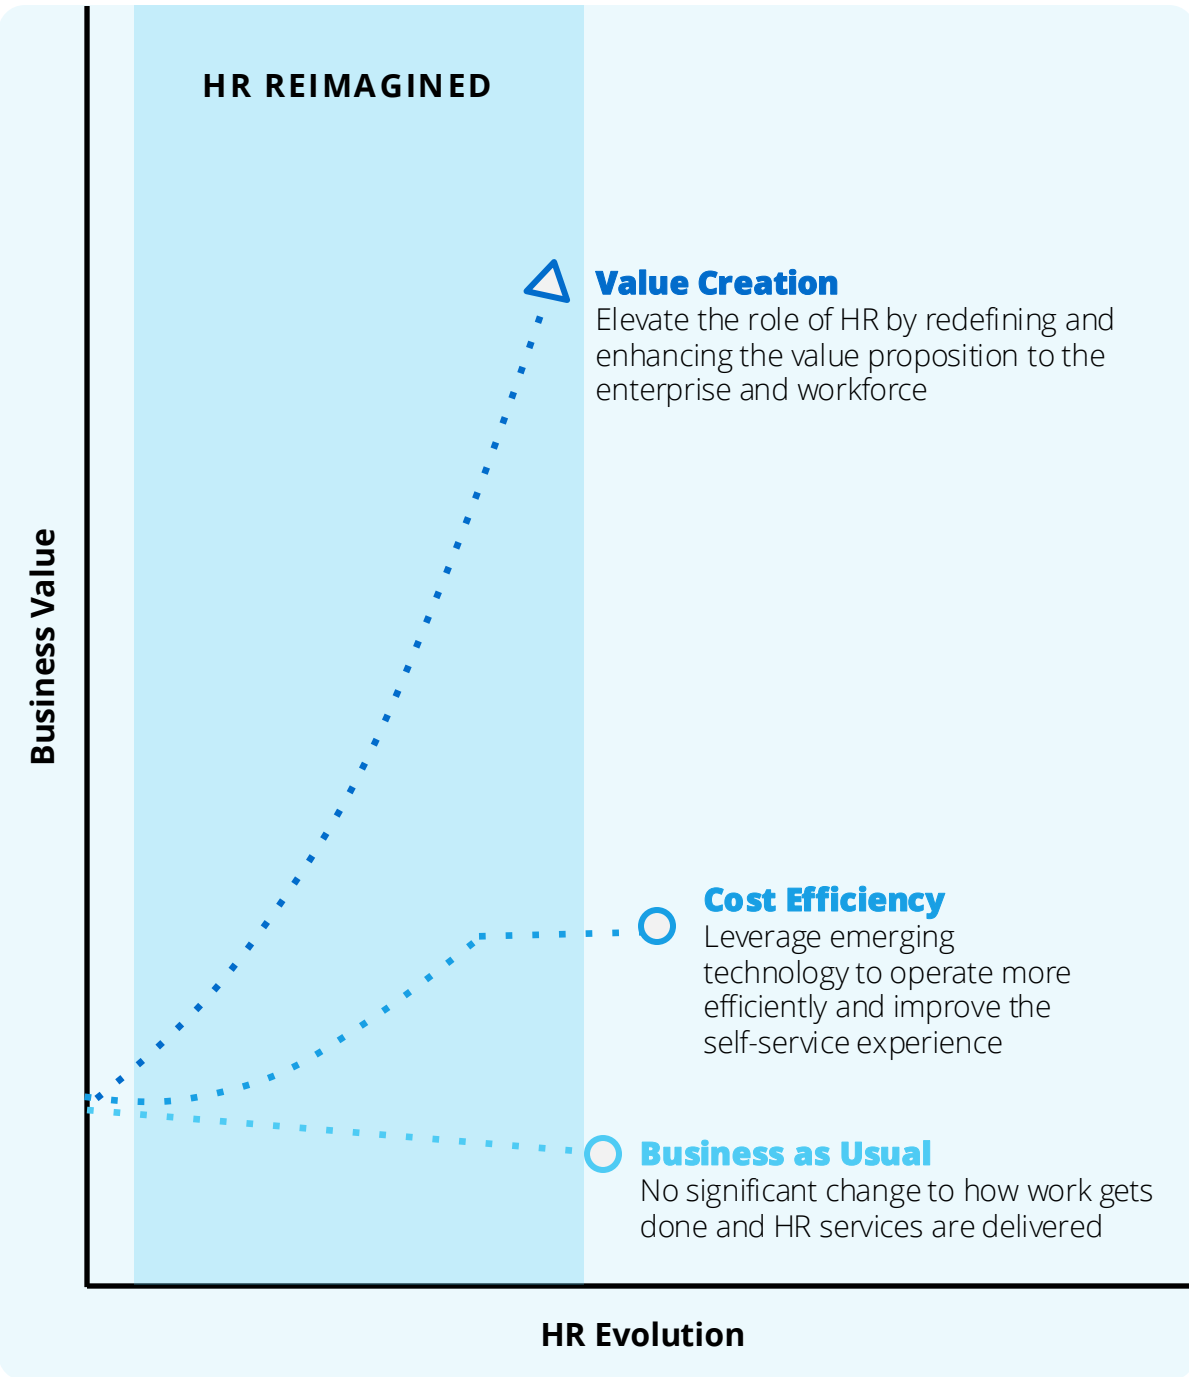 HR REIMAGINED
Value Creation
Elevate the role of HR by redefining and
enhancing the value proposition to the
enterprise and workforce
Business Value
Cost Efficiency
Leverage emerging
technology to operate more
efficiently and improve the
self-service experience
Business as Usual
No significant change to how work gets
done and HR services are delivered
HR Evolution